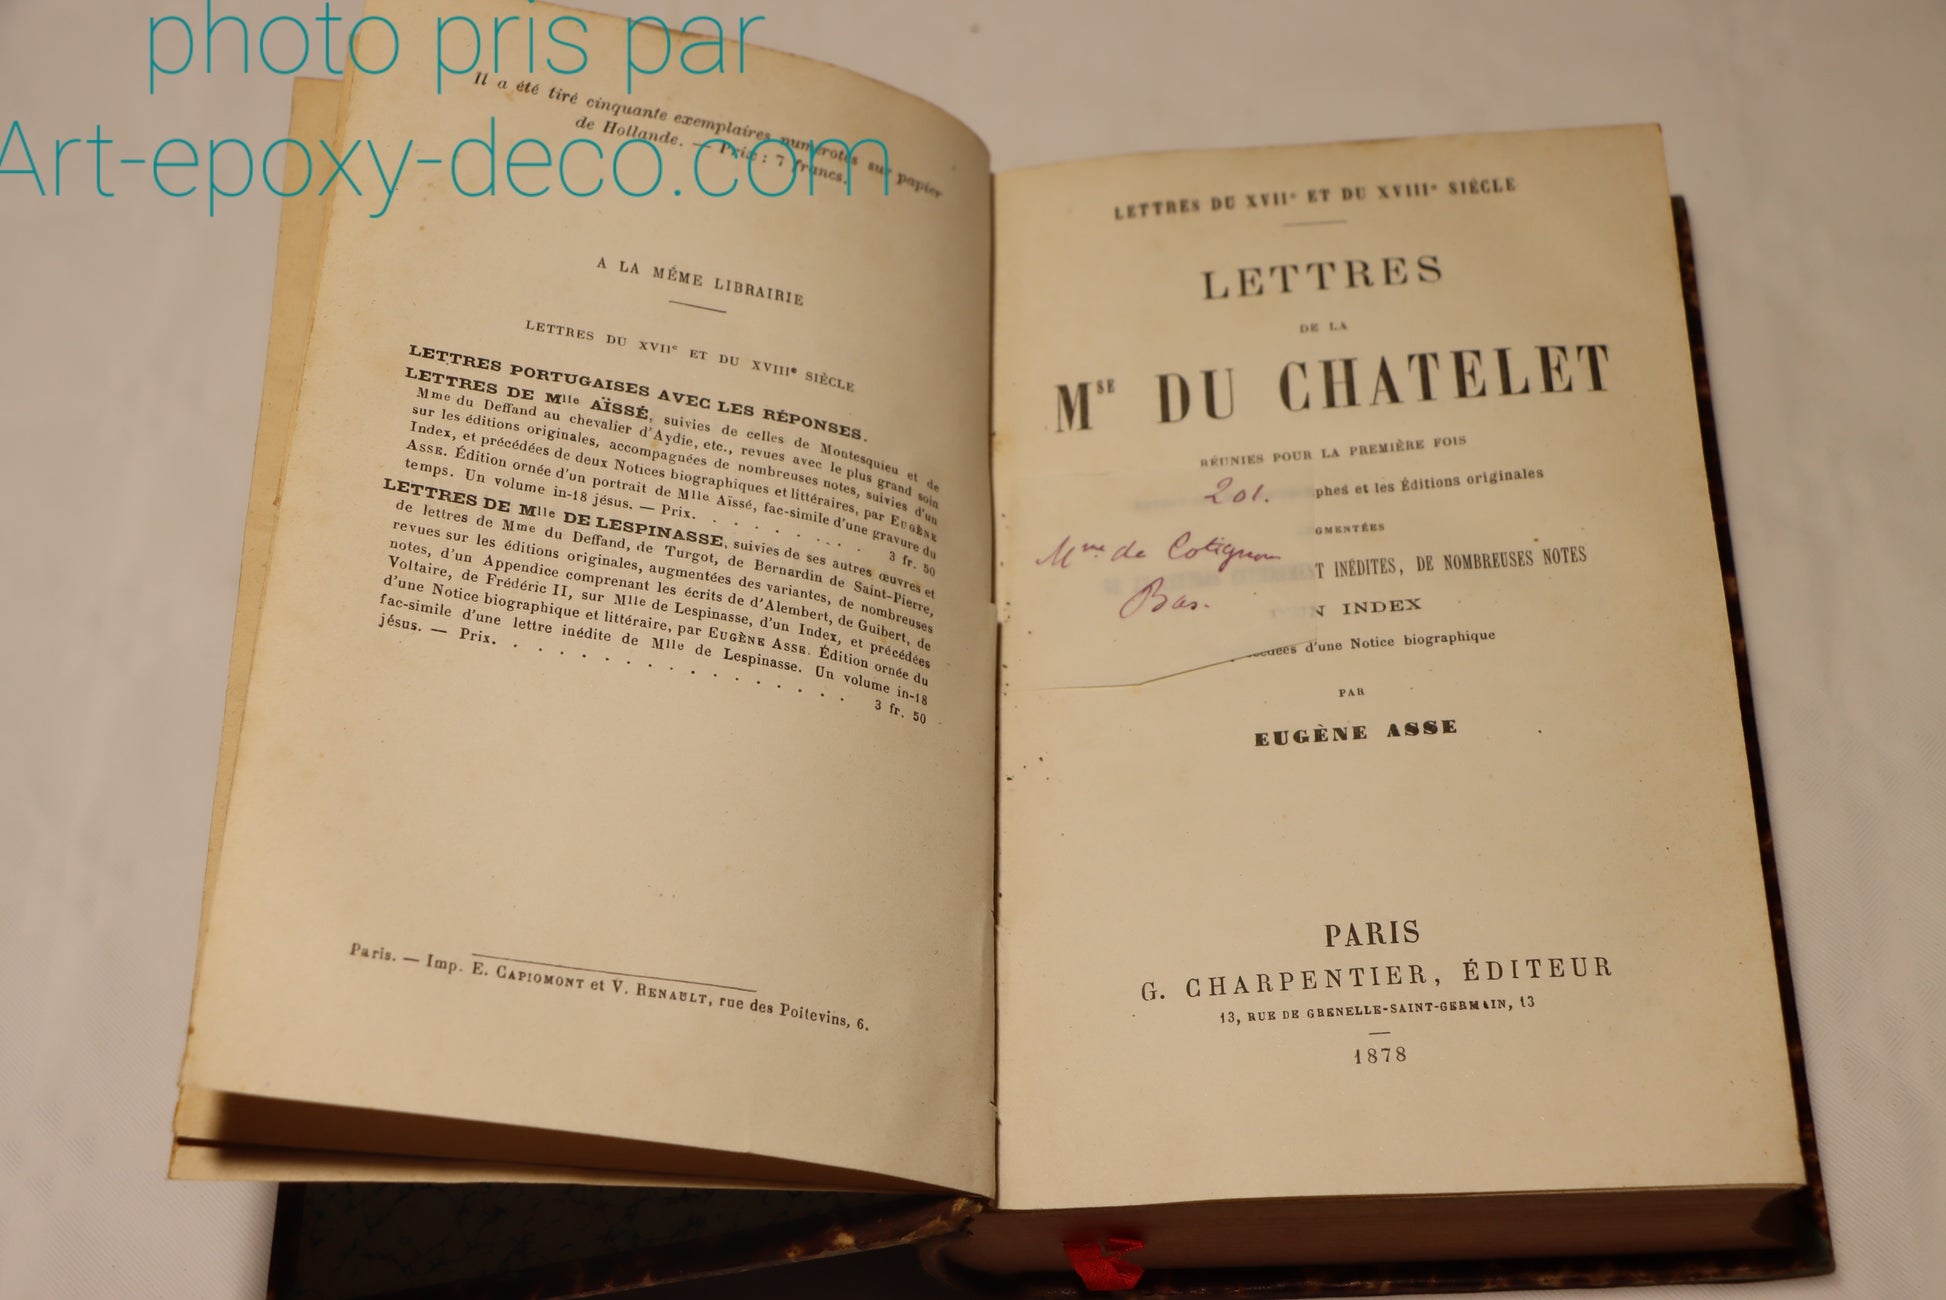 photo pris par
Art-epoxy-deco.com
Il a été tiré cinquante exemplaires numérotés sur papier
de Hollande. — Prix : 7 francs.
A LA MÊME LIBRAIRIE
LETTRES DU XVIIe ET DU XVIIIe SIÈCLE
LETTRES PORTUGAISES AVEC LES RÉPONSES.
LETTRES DE Mlle AÏSSÉ, suivies de celles de Montesquieu et de
Mme du Deffand au chevalier d'Aydie, etc., revues avec le plus grand soin
sur les éditions originales, accompagnées de nombreuses notes, suivies d'un
Index, et précédées de deux Notices biographiques et littéraires, par EUGÈNE
ASSE. Édition ornée d'un portrait de Mlle Aïssé, fac-simile d'une gravure du
temps. Un volume in-18 jésus. — Prix. . . . . . . . . . 3 fr. 50
LETTRES DE Mlle DE LESPINASSE, suivies de ses autres œuvres et
de lettres de Mme du Deffand, de Turgot, de Bernardin de Saint-Pierre,
revues sur les éditions originales, augmentées des variantes, de nombreuses
notes, d'un Appendice comprenant les écrits de d'Alembert, de Guibert, de
Voltaire, de Frédéric II, sur Mlle de Lespinasse, d'un Index, et précédées
d'une Notice biographique et littéraire, par EUGÈNE ASSE. Édition ornée du
fac-simile d'une lettre inédite de Mlle de Lespinasse. Un volume in-18
jésus. — Prix. . . . . . . . . . . . . . . . 3 fr. 50
Paris. — Imp. E. CAPIOMONT et V. RENAULT, rue des Poitevins, 6.
LETTRES DU XVIIe ET DU XVIIIe SIÈCLE
LETTRES
DE LA
MSE DU CHATELET
RÉUNIES POUR LA PREMIÈRE FOIS
201.
phes et les Éditions originales
GMENTÉES
Mme de Cotignon
T INÉDITES, DE NOMBREUSES NOTES
Bas.
N INDEX
d'une Notice biographique
PAR
EUGÈNE ASSE
PARIS
G. CHARPENTIER, ÉDITEUR
13, RUE DE GRENELLE-SAINT-GERMAIN, 13
1878